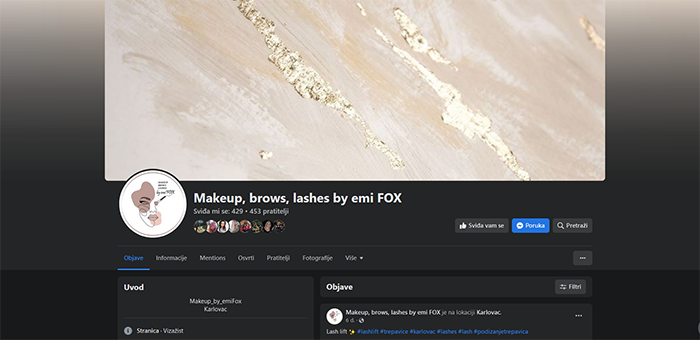 Makeup, brows, lashes by emi FOX
Sviđa mi se: 429 • 453 pratitelji
Sviđa vam se
Poruka
Pretraži
Objave
Informacije
Mentions
Osvrti
Pratitelji
Fotografije
Više
Uvod
Makeup_by_emiFox
Karlovac
Stranica · Vizažist
Objave
Filtri
Makeup, brows, lashes by emi FOX je na lokaciji Karlovac.
6 d. ·
Lash lift ✨ #lashlift #trepavice #karlovac #lashes #lash #podizanjetrepavica